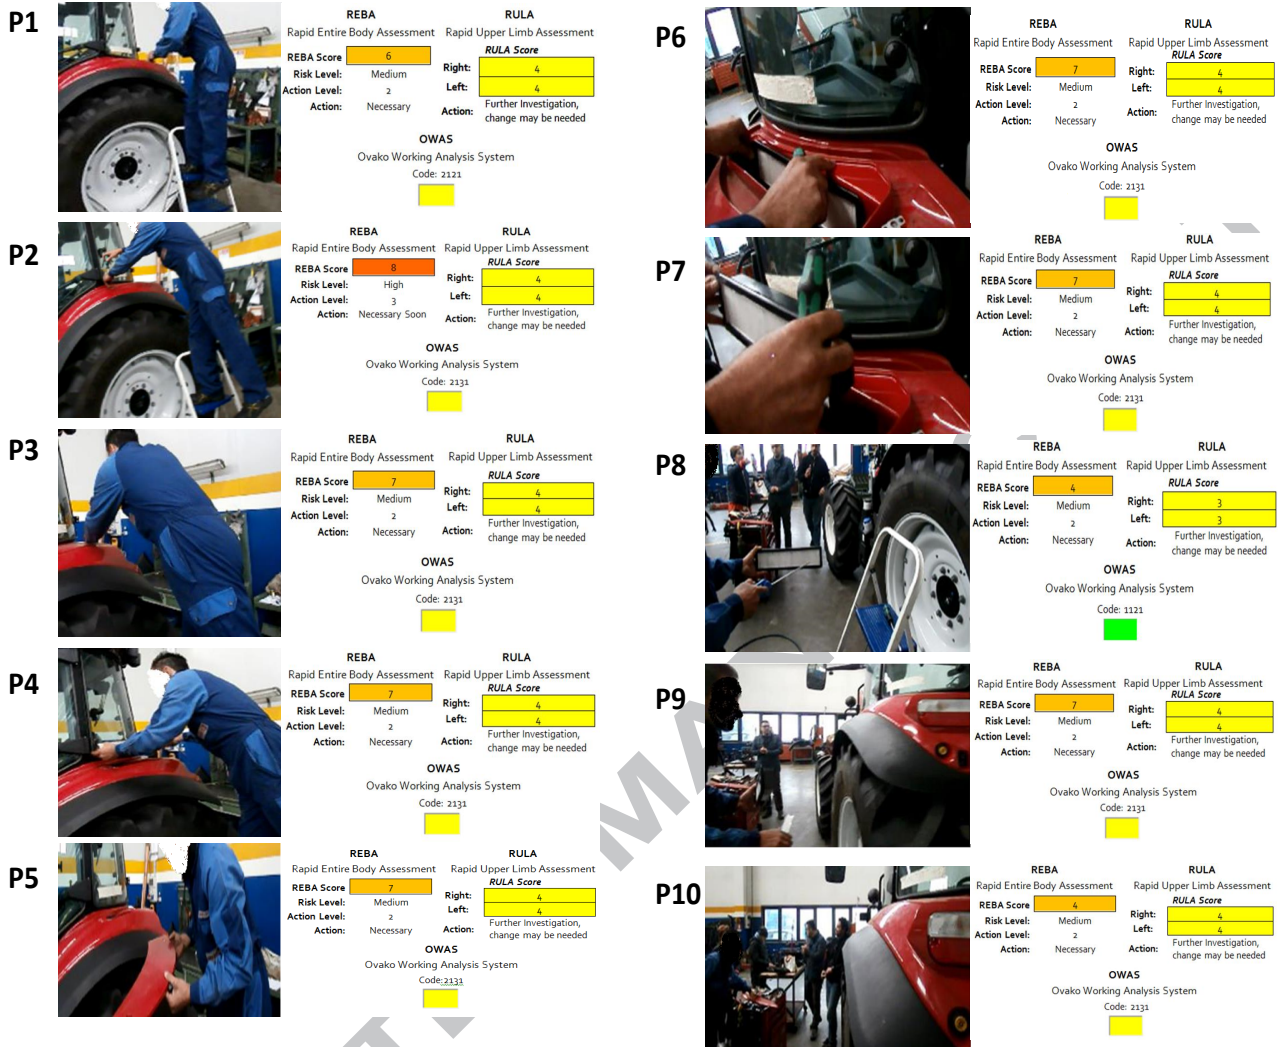 P1
REBA
RULA
Rapid Entire Body Assessment
Rapid Upper Limb Assessment
RULA Score
REBA Score 6
Risk Level: Medium
Action Level: 2
Action: Necessary
Right: 4
Left: 4
Action: Further Investigation,
change may be needed
OWAS
Ovako Working Analysis System
Code: 2121
P2
REBA
RULA
Rapid Entire Body Assessment
Rapid Upper Limb Assessment
RULA Score
REBA Score 8
Risk Level: High
Action Level: 3
Action: Necessary Soon
Right: 4
Left: 4
Action: Further Investigation,
change may be needed
OWAS
Ovako Working Analysis System
Code: 2131
P3
REBA
RULA
Rapid Entire Body Assessment
Rapid Upper Limb Assessment
RULA Score
REBA Score 7
Risk Level: Medium
Action Level: 2
Action: Necessary
Right: 4
Left: 4
Action: Further Investigation,
change may be needed
OWAS
Ovako Working Analysis System
Code: 2131
P4
REBA
RULA
Rapid Entire Body Assessment
Rapid Upper Limb Assessment
RULA Score
REBA Score 7
Risk Level: Medium
Action Level: 2
Action: Necessary
Right: 4
Left: 4
Action: Further Investigation,
change may be needed
OWAS
Ovako Working Analysis System
Code: 2131
P5
REBA
RULA
Rapid Entire Body Assessment
Rapid Upper Limb Assessment
RULA Score
REBA Score 7
Risk Level: Medium
Action Level: 2
Action: Necessary
Right: 4
Left: 4
Action: Further Investigation,
change may be needed
OWAS
Ovako Working Analysis System
Code:2131
P6
REBA
RULA
Rapid Entire Body Assessment
Rapid Upper Limb Assessment
RULA Score
REBA Score 7
Risk Level: Medium
Action Level: 2
Action: Necessary
Right: 4
Left: 4
Action: Further Investigation,
change may be needed
OWAS
Ovako Working Analysis System
Code: 2131
P7
REBA
RULA
Rapid Entire Body Assessment
Rapid Upper Limb Assessment
RULA Score
REBA Score 7
Risk Level: Medium
Action Level: 2
Action: Necessary
Right: 4
Left: 4
Action: Further Investigation,
change may be needed
OWAS
Ovako Working Analysis System
Code: 2131
P8
REBA
RULA
Rapid Entire Body Assessment
Rapid Upper Limb Assessment
RULA Score
REBA Score 4
Risk Level: Medium
Action Level: 2
Action: Necessary
Right: 3
Left: 3
Action: Further Investigation,
change may be needed
OWAS
Ovako Working Analysis System
Code: 1121
P9
REBA
RULA
Rapid Entire Body Assessment
Rapid Upper Limb Assessment
RULA Score
REBA Score 7
Risk Level: Medium
Action Level: 2
Action: Necessary
Right: 4
Left: 4
Action: Further Investigation,
change may be needed
OWAS
Ovako Working Analysis System
Code: 2131
P10
REBA
RULA
Rapid Entire Body Assessment
Rapid Upper Limb Assessment
RULA Score
REBA Score 4
Risk Level: Medium
Action Level: 2
Action: Necessary
Right: 4
Left: 4
Action: Further Investigation,
change may be needed
OWAS
Ovako Working Analysis System
Code: 2131